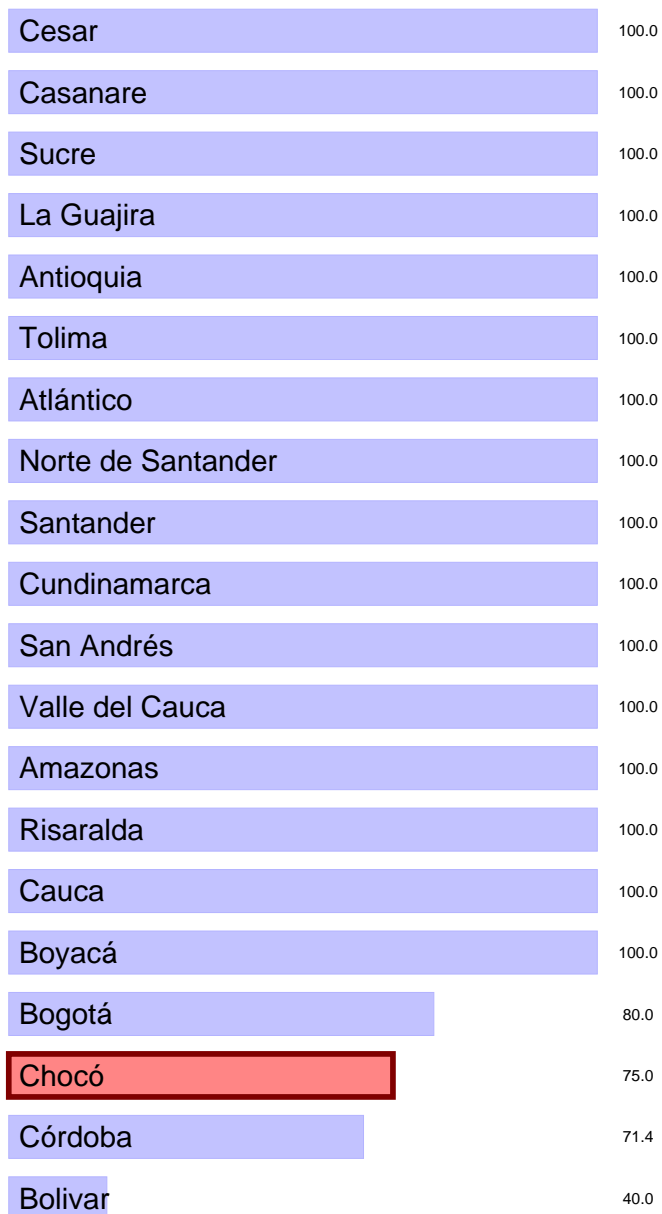 Cesar 100.0
Casanare 100.0
Sucre 100.0
La Guajira 100.0
Antioquia 100.0
Tolima 100.0
Atlántico 100.0
Norte de Santander 100.0
Santander 100.0
Cundinamarca 100.0
San Andrés 100.0
Valle del Cauca 100.0
Amazonas 100.0
Risaralda 100.0
Cauca 100.0
Boyacá 100.0
Bogotá 80.0
Chocó 75.0
Córdoba 71.4
Bolivar 40.0